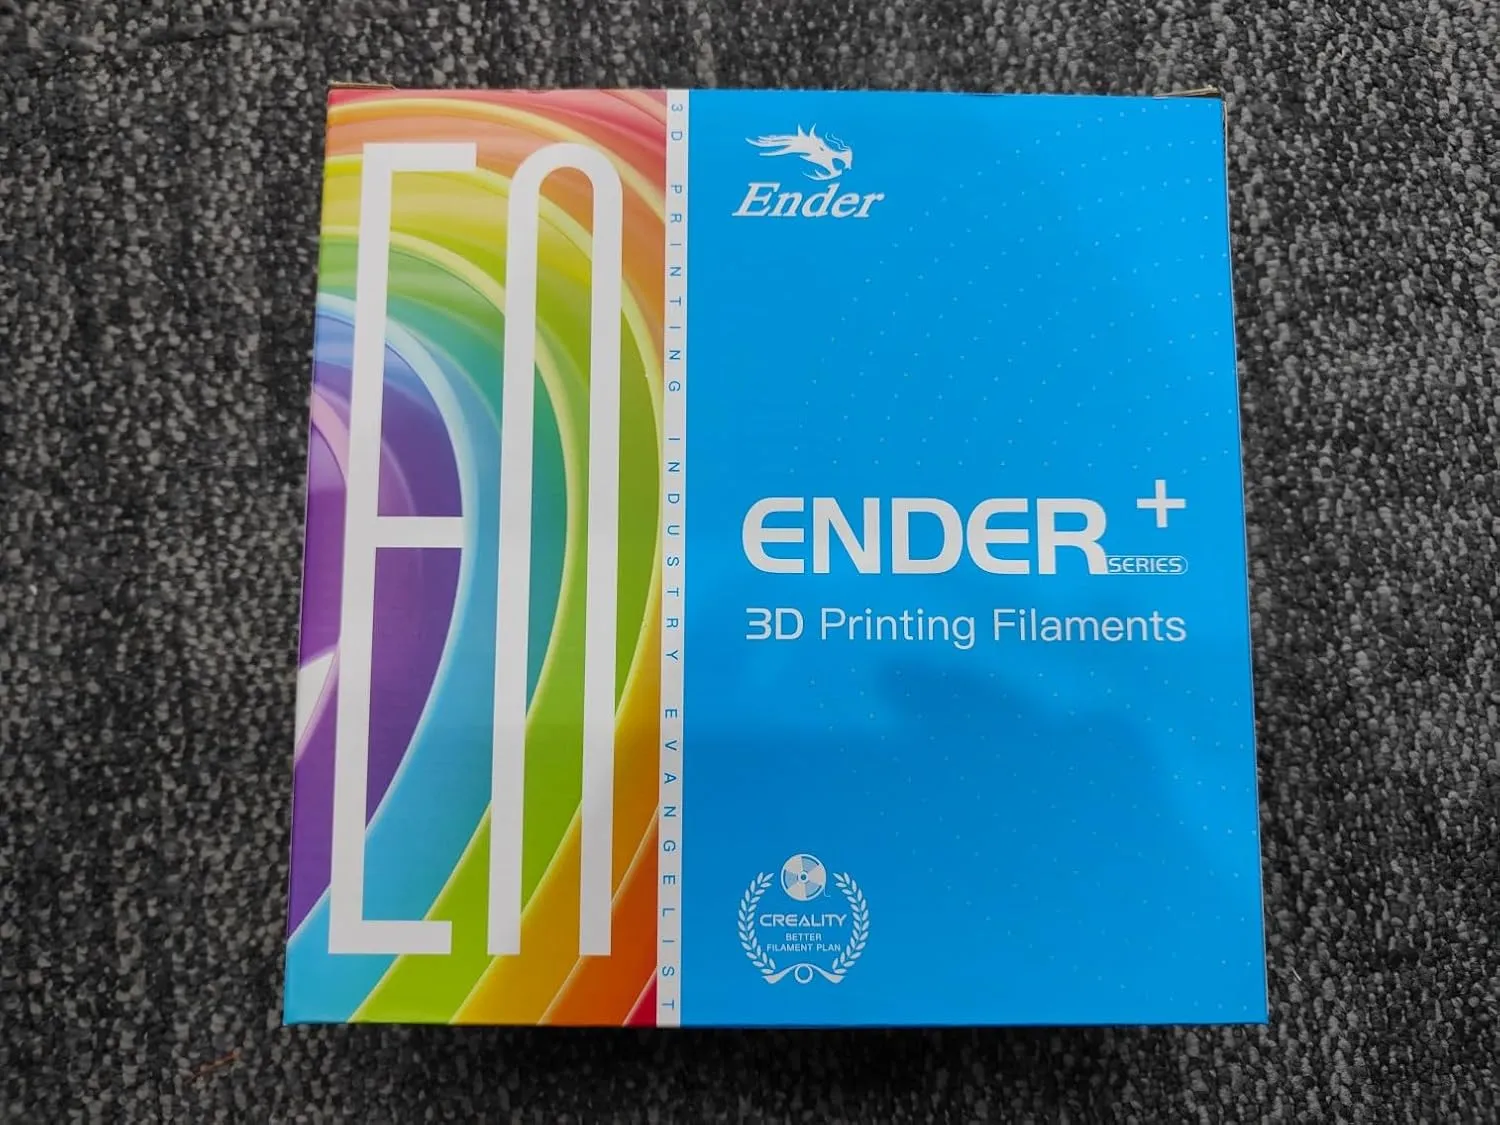 En
3D PRINTING INDUSTRY EVANGELIST
Ender
ENDER+
SERIES
3D Printing Filaments
CREALITY
BETTER
FILAMENT PLAN